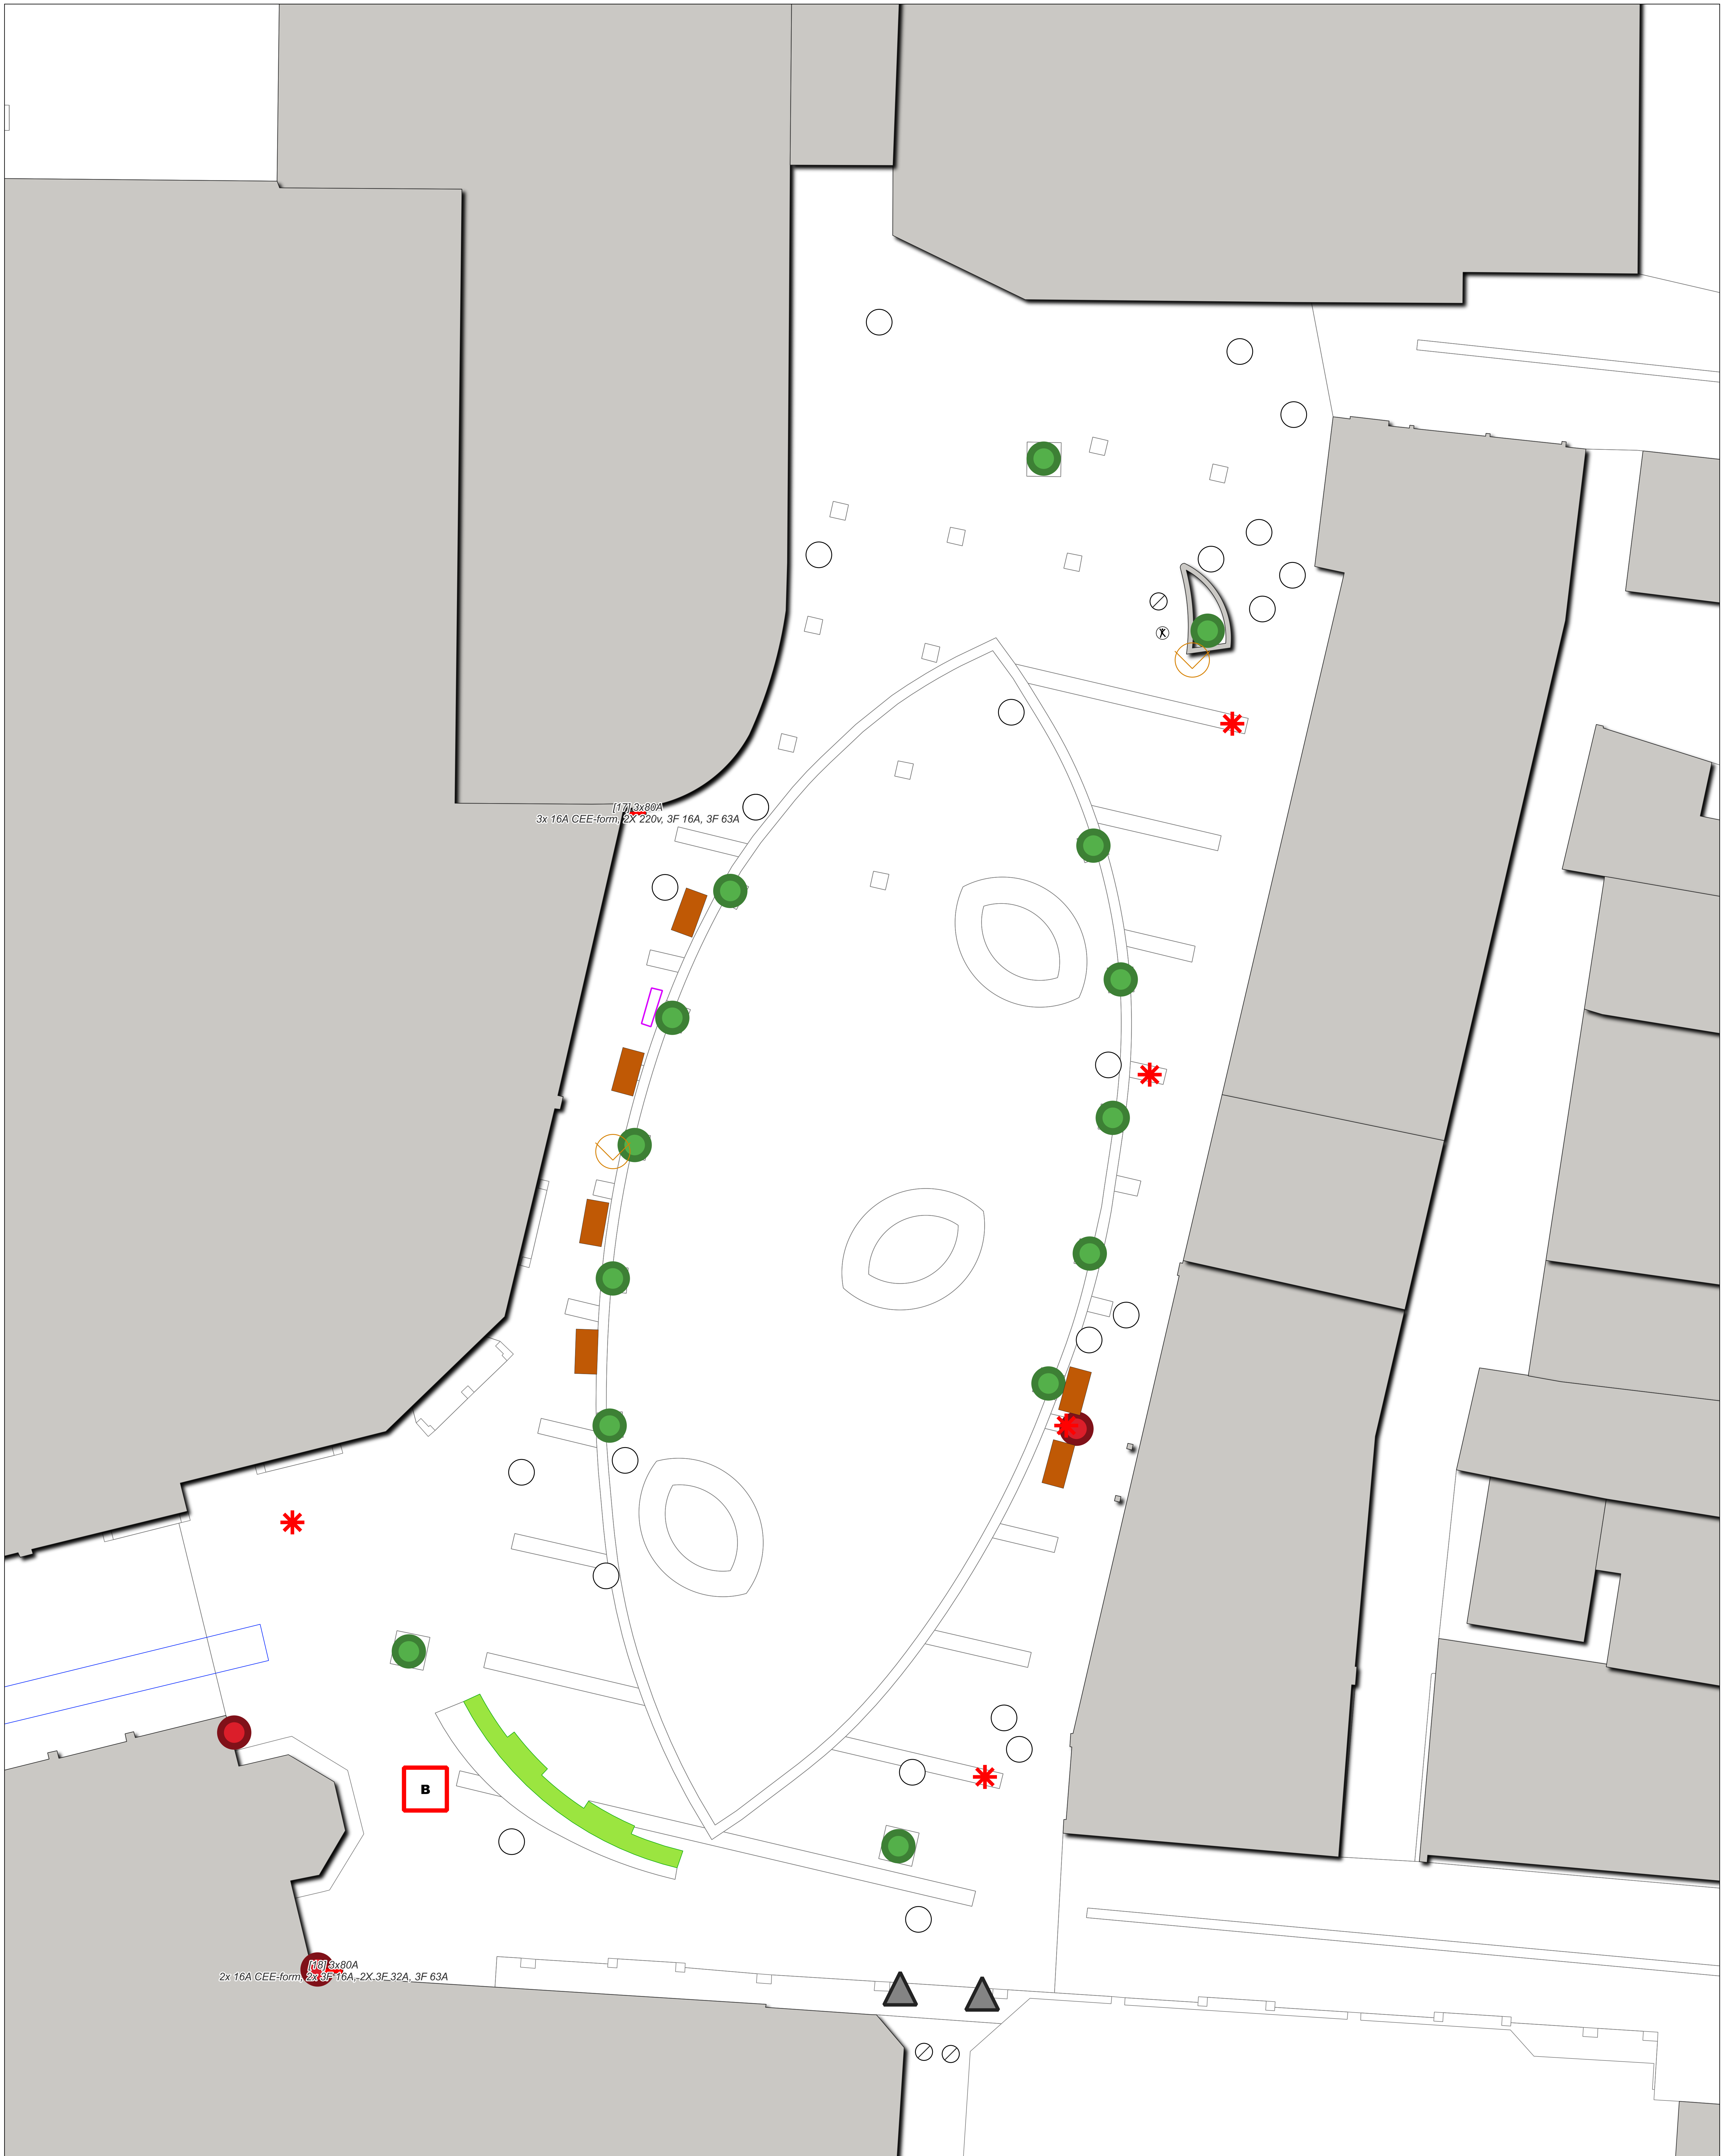 [17] 3x80A
3x 16A CEE-form, 2X 220v, 3F 16A, 3F 63A
B
[18] 3x80A
2x 16A CEE-form, 2x 3F 16A, 2X 3F 32A, 3F 63A